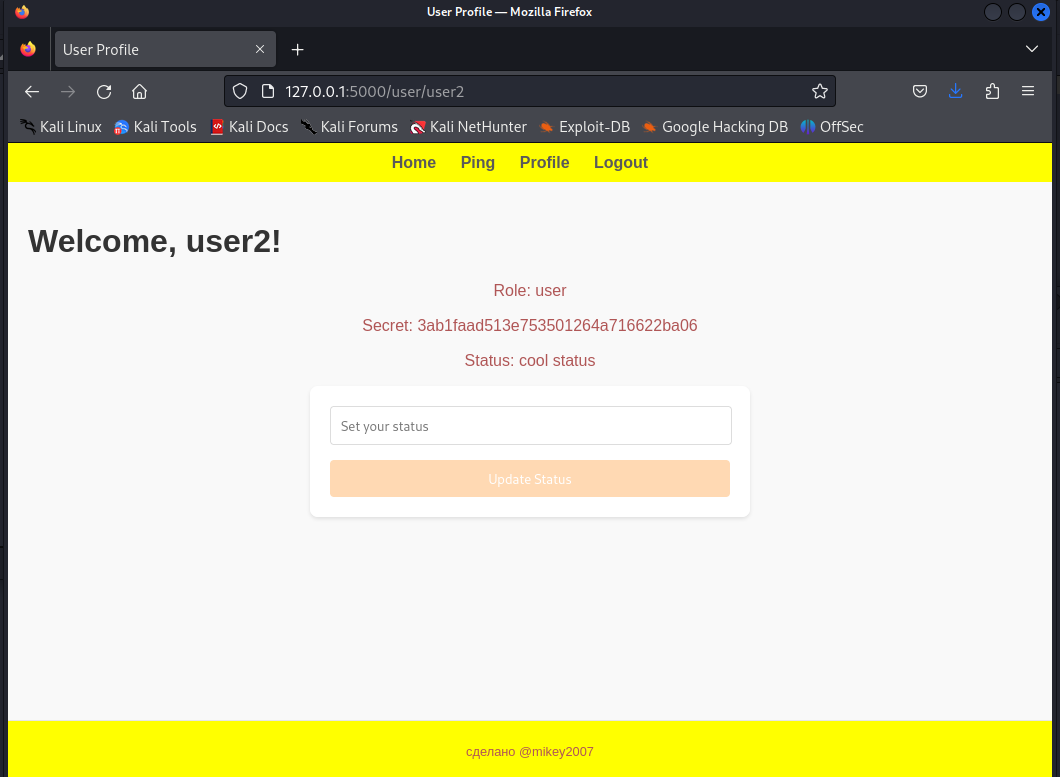 User Profile — Mozilla Firefox
User Profile
127.0.0.1:5000/user/user2
Kali Linux Kali Tools Kali Docs Kali Forums Kali NetHunter Exploit-DB Google Hacking DB OffSec
Home Ping Profile Logout
Welcome, user2!
Role: user
Secret: 3ab1faad513e753501264a716622ba06
Status: cool status
Set your status
Update Status
сделано @mikey2007